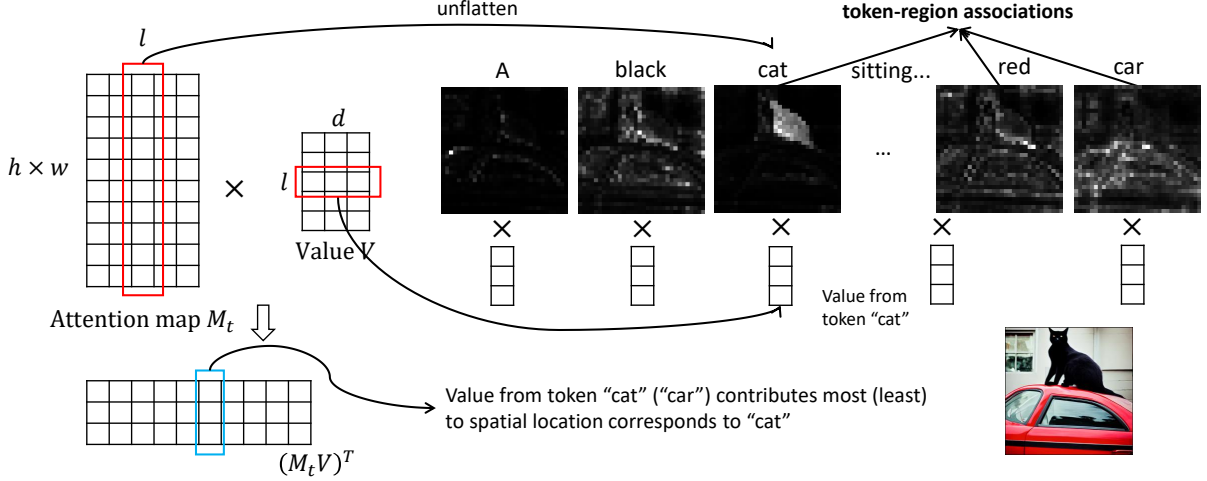 unflatten
token-region associations
l
A
black
cat
sitting...
red
car
d
h × w
×
l
...
Value V
× × × × ×
Attention map M_t
Value from
token “cat”
Value from token “cat” (“car”) contributes most (least)
to spatial location corresponds to “cat”
(M_tV)^T